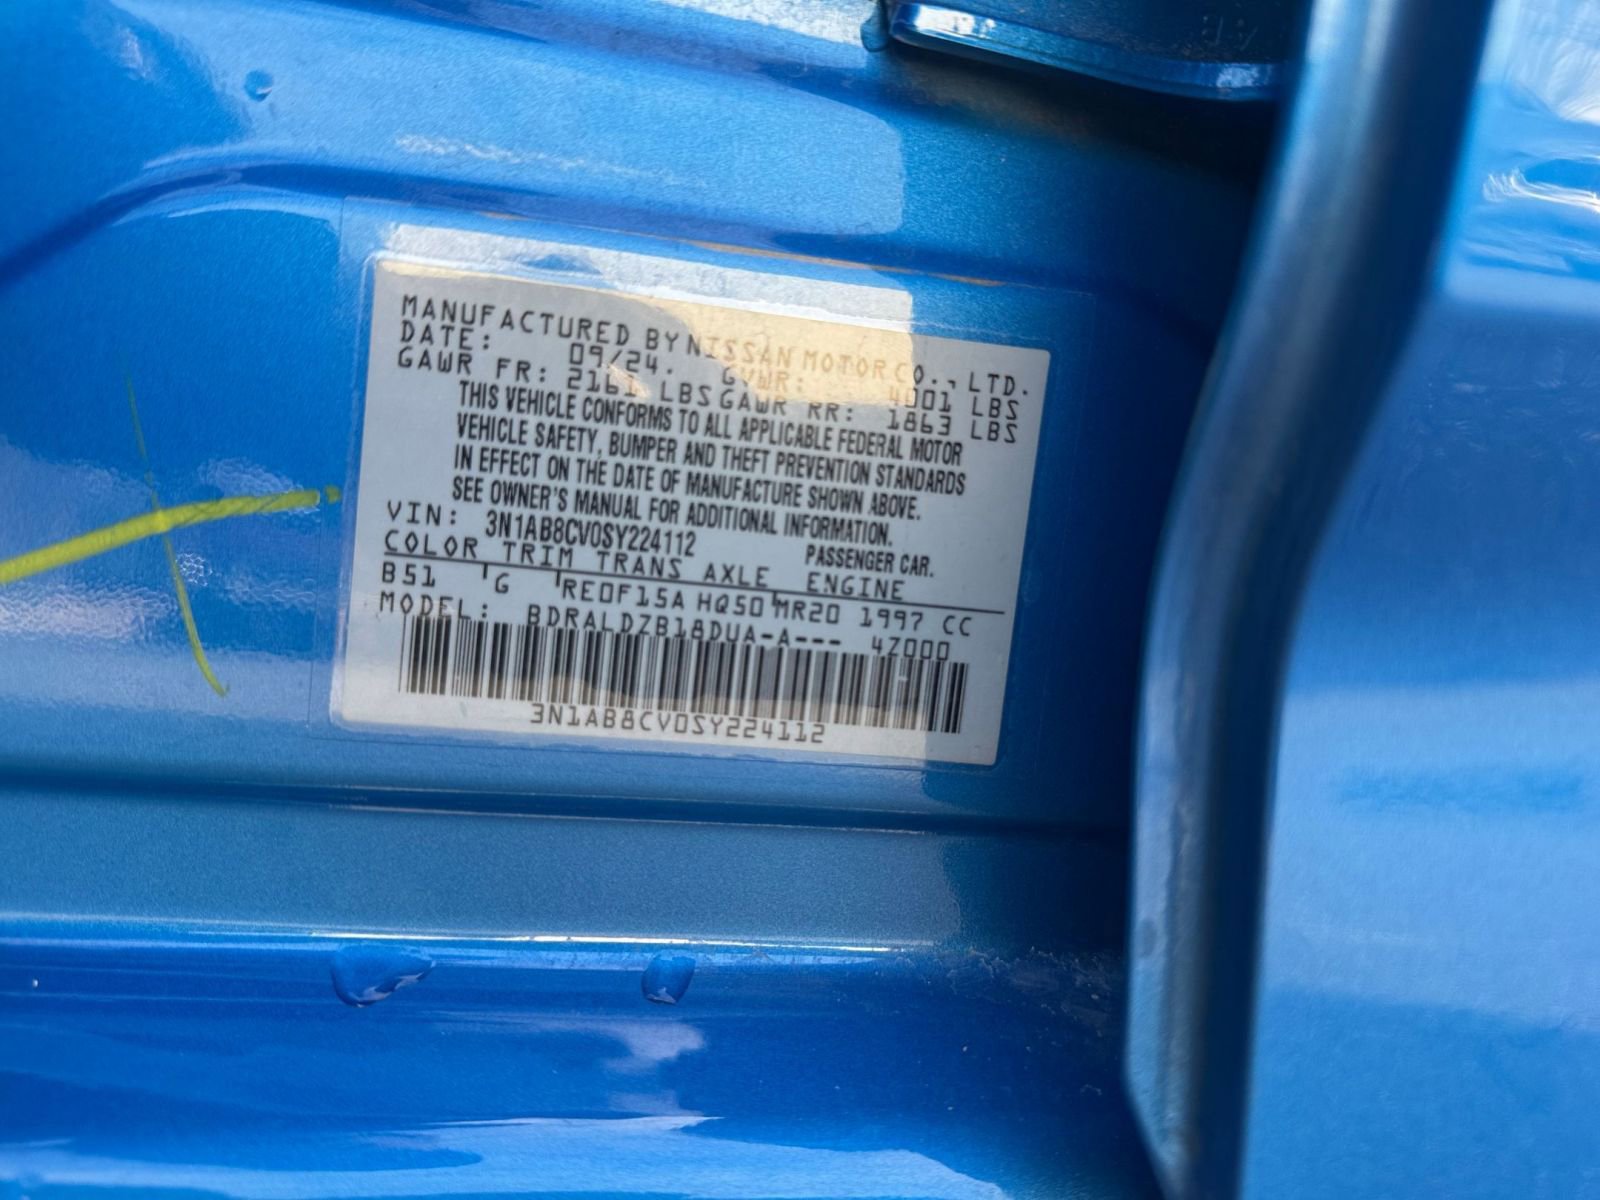 MANUFACTURED BY NISSAN MOTOR CO., LTD.
DATE: 09/24. GVWR: 4001 LBS
GAWR FR: 2161 LBS GAWR RR: 1863 LBS
THIS VEHICLE CONFORMS TO ALL APPLICABLE FEDERAL MOTOR
VEHICLE SAFETY, BUMPER AND THEFT PREVENTION STANDARDS
IN EFFECT ON THE DATE OF MANUFACTURE SHOWN ABOVE.
SEE OWNER'S MANUAL FOR ADDITIONAL INFORMATION.
VIN: 3N1AB8CV0SY224112 PASSENGER CAR.
COLOR TRIM TRANS AXLE ENGINE
B51 G RE0F15A HQ50 MR20 1997 CC
MODEL: BDRALDZB18DUA-A--- 4Z000
3N1AB8CV0SY224112